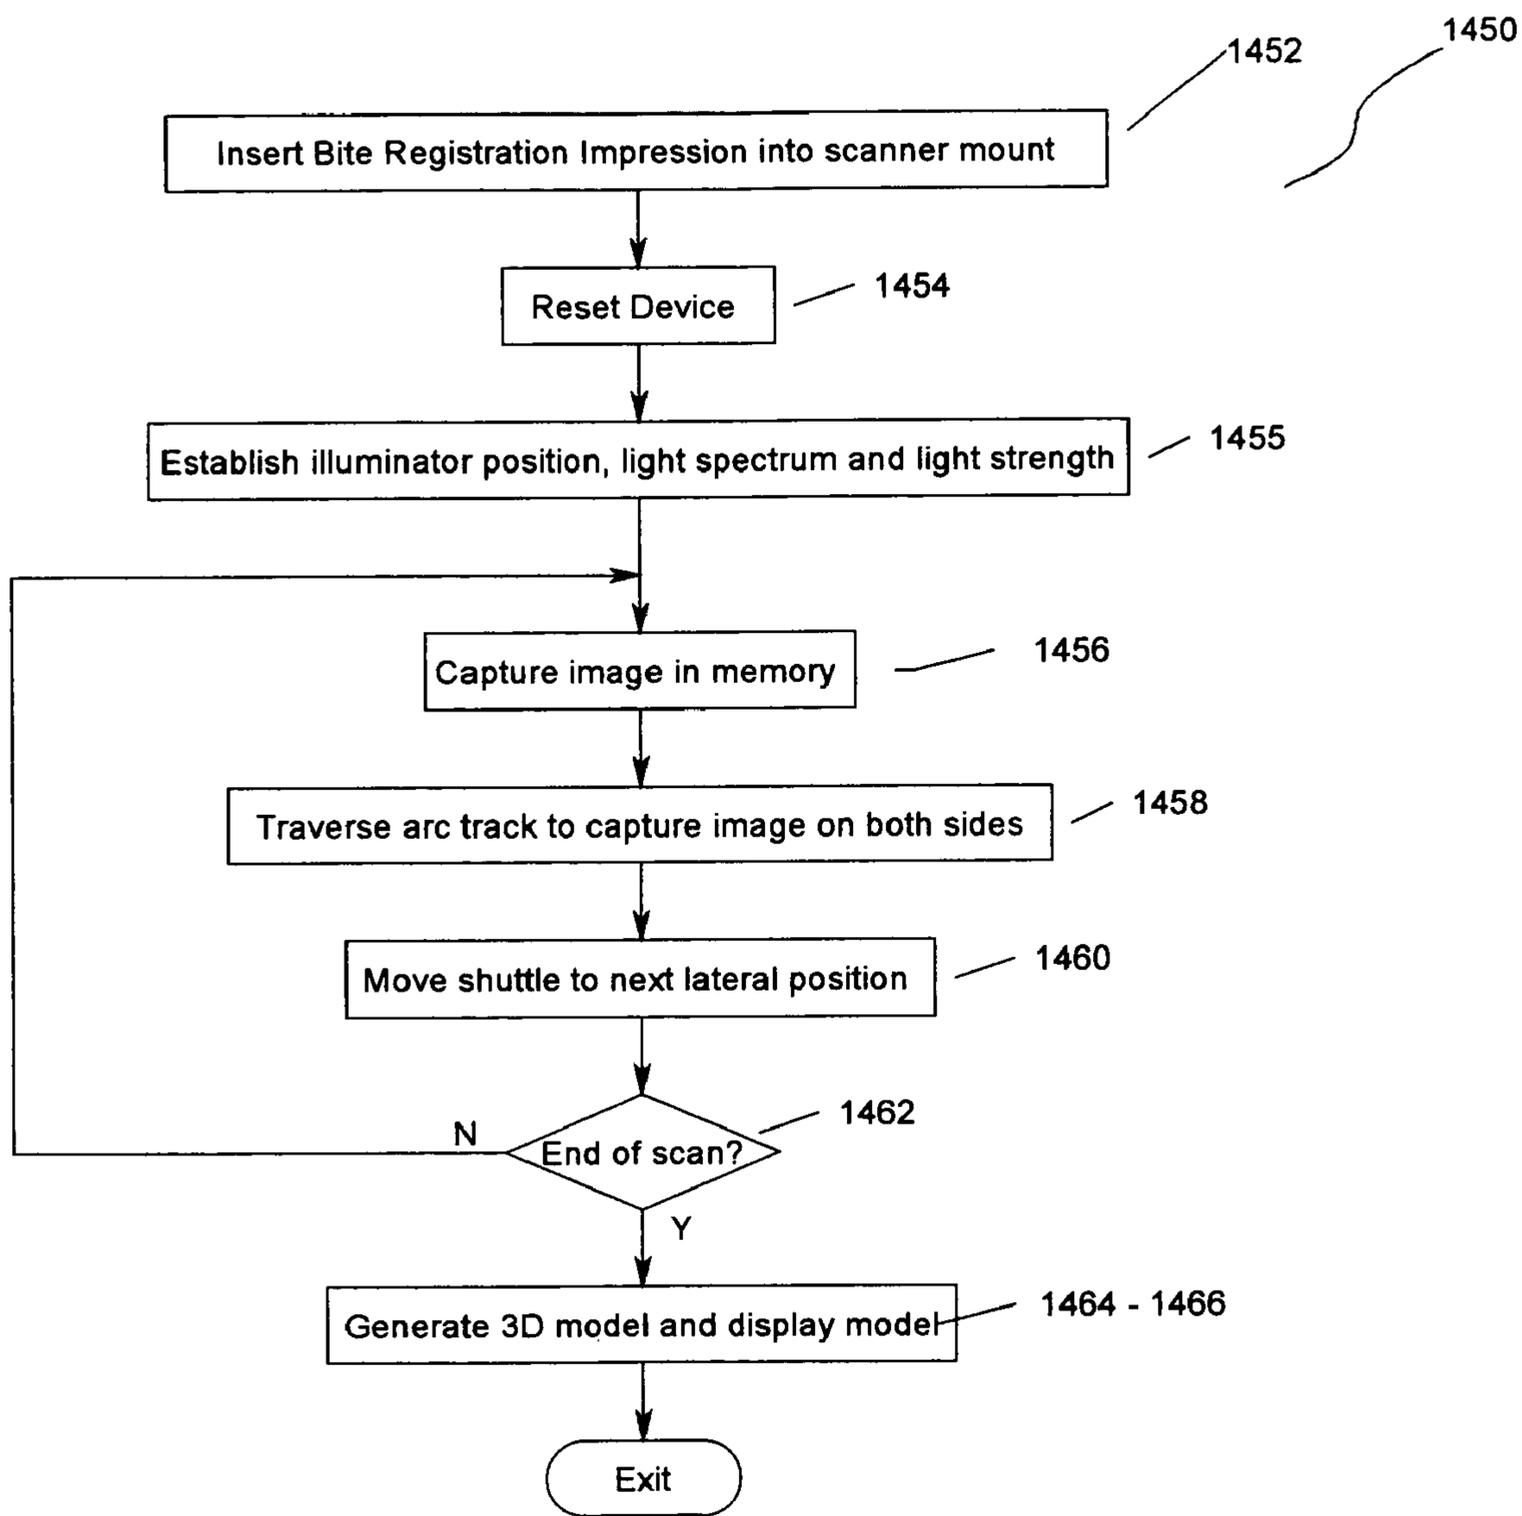 1450
1452
Insert Bite Registration Impression into scanner mount
Reset Device
1454
Establish illuminator position, light spectrum and light strength
1455
Capture image in memory
1456
Traverse arc track to capture image on both sides
1458
Move shuttle to next lateral position
1460
End of scan?
1462
N
Y
Generate 3D model and display model
1464 - 1466
Exit